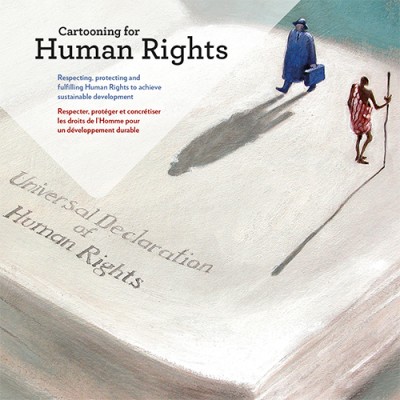 Cartooning for
Human Rights
Respecting, protecting and
fulfilling Human Rights to achieve
sustainable development
Respecter, protéger et concrétiser
les droits de l'Homme pour
un développement durable
Universal Declaration
of
Human Rights